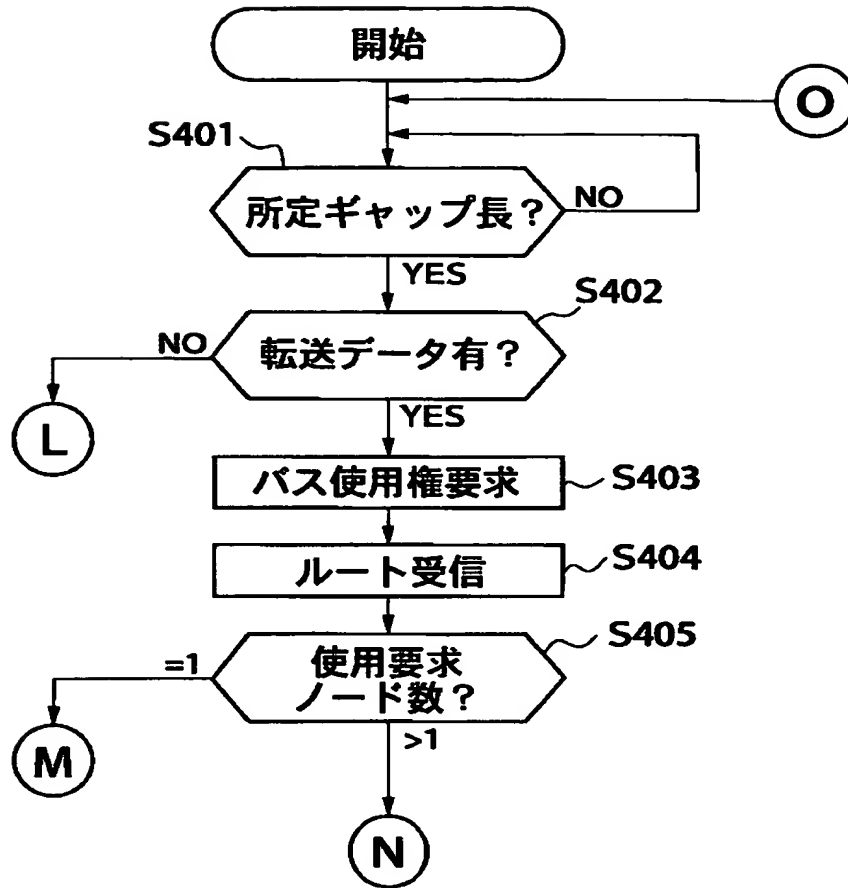 開始
O
S401
所定ギャップ長？
NO
YES
S402
NO
転送データ有？
L
YES
バス使用権要求
S403
ルート受信
S404
S405
=1
使用要求
ノード数？
M
>1
N